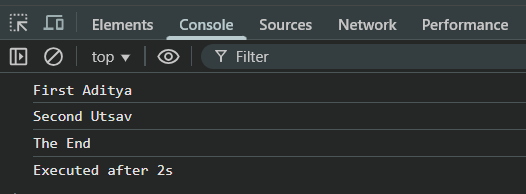 Elements Console Sources Network Performance
top ▼ Filter
First Aditya
Second Utsav
The End
Executed after 2s